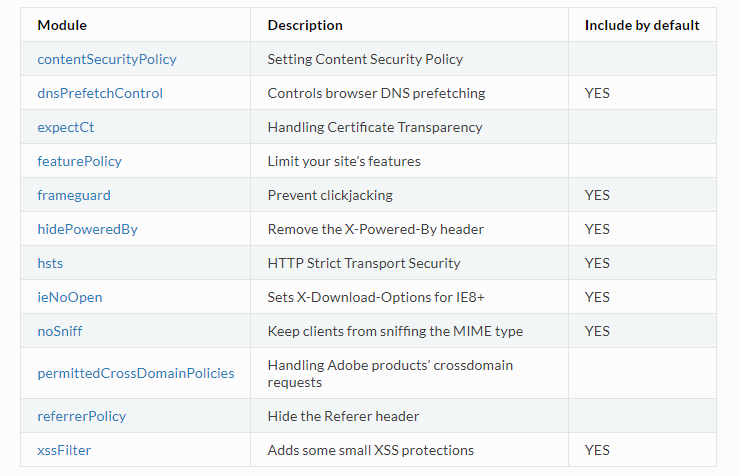 Module Description Include by default
contentSecurityPolicy Setting Content Security Policy
dnsPrefetchControl Controls browser DNS prefetching YES
expectCt Handling Certificate Transparency
featurePolicy Limit your site’s features
frameguard Prevent clickjacking YES
hidePoweredBy Remove the X-Powered-By header YES
hsts HTTP Strict Transport Security YES
ieNoOpen Sets X-Download-Options for IE8+ YES
noSniff Keep clients from sniffing the MIME type YES
permittedCrossDomainPolicies Handling Adobe products’ crossdomain
requests
referrerPolicy Hide the Referer header
xssFilter Adds some small XSS protections YES